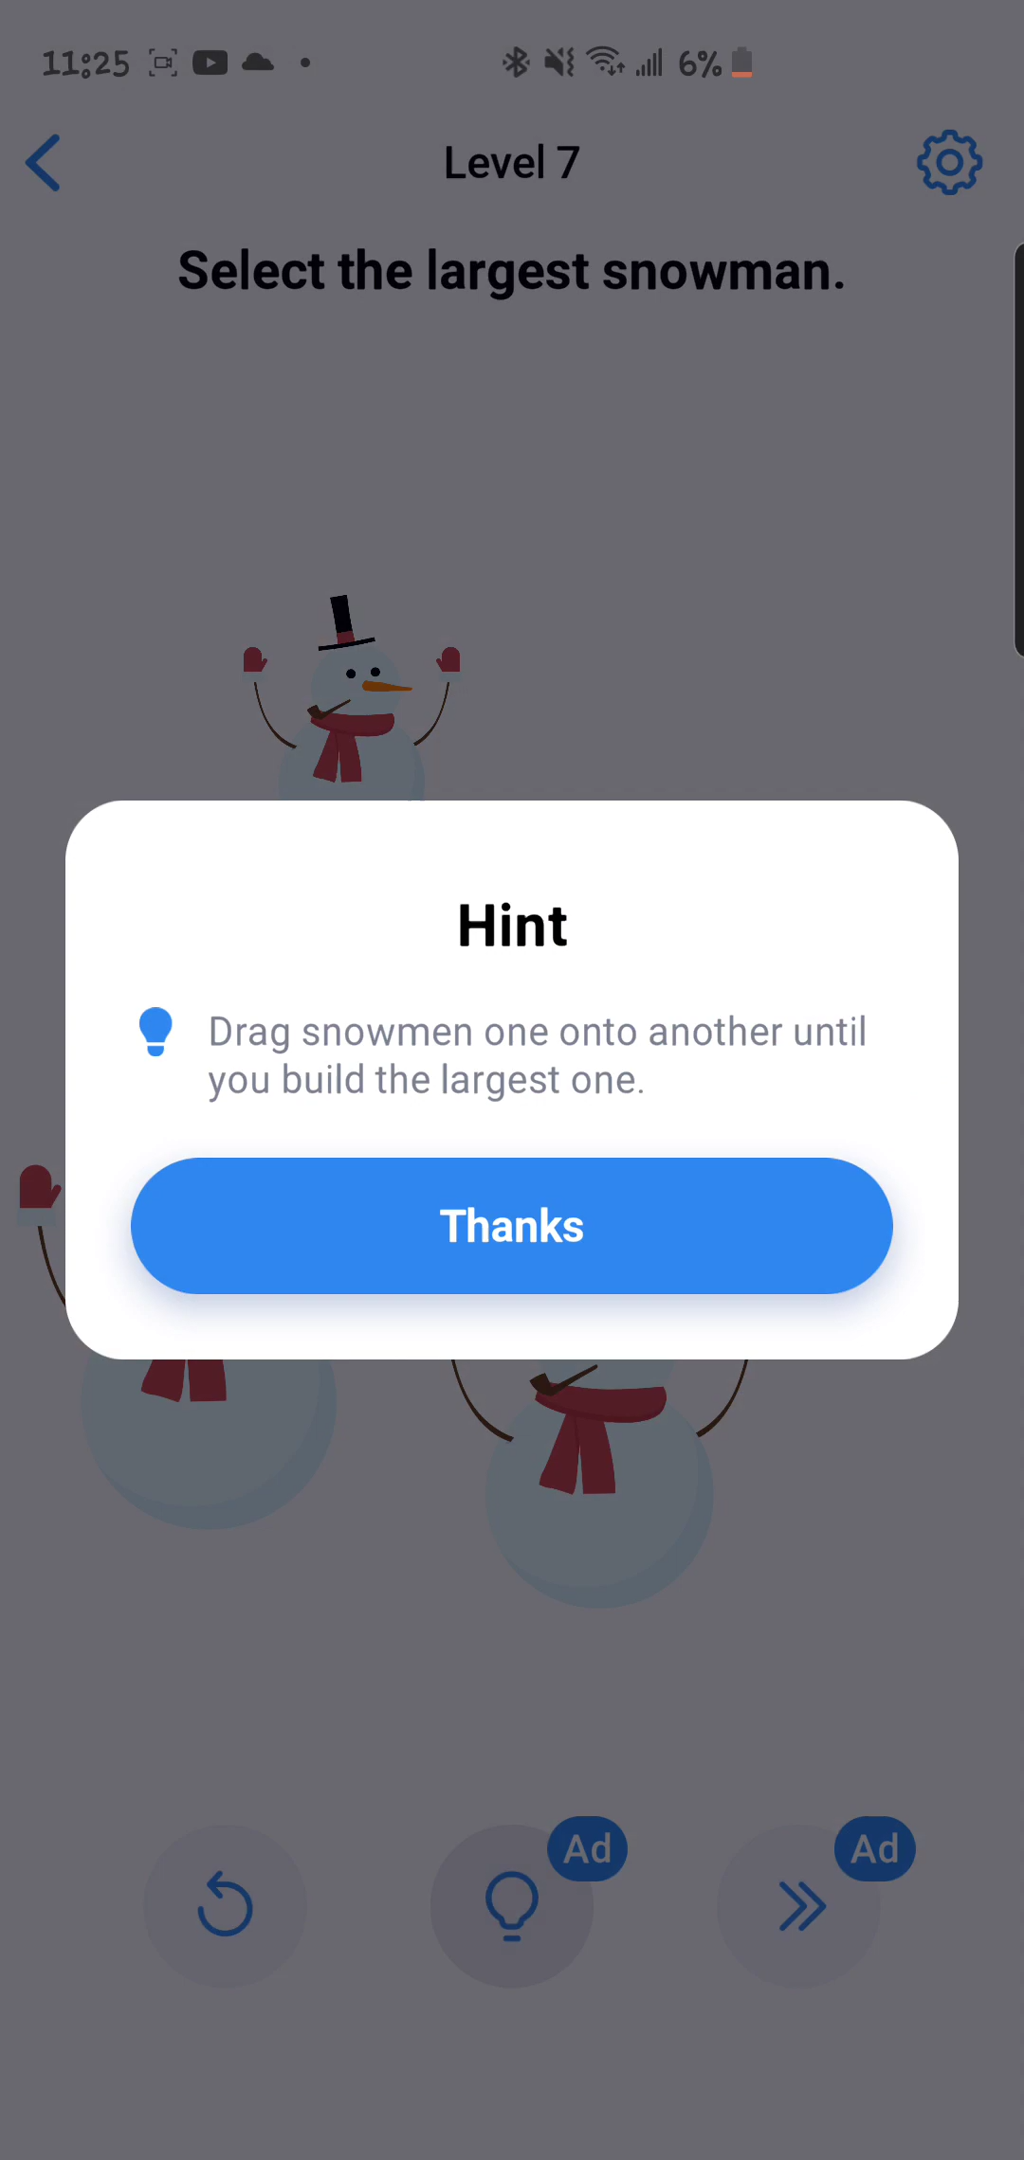 11:25 6%
Level 7
Select the largest snowman.
Hint
Drag snowmen one onto another until
you build the largest one.
Thanks
Ad Ad